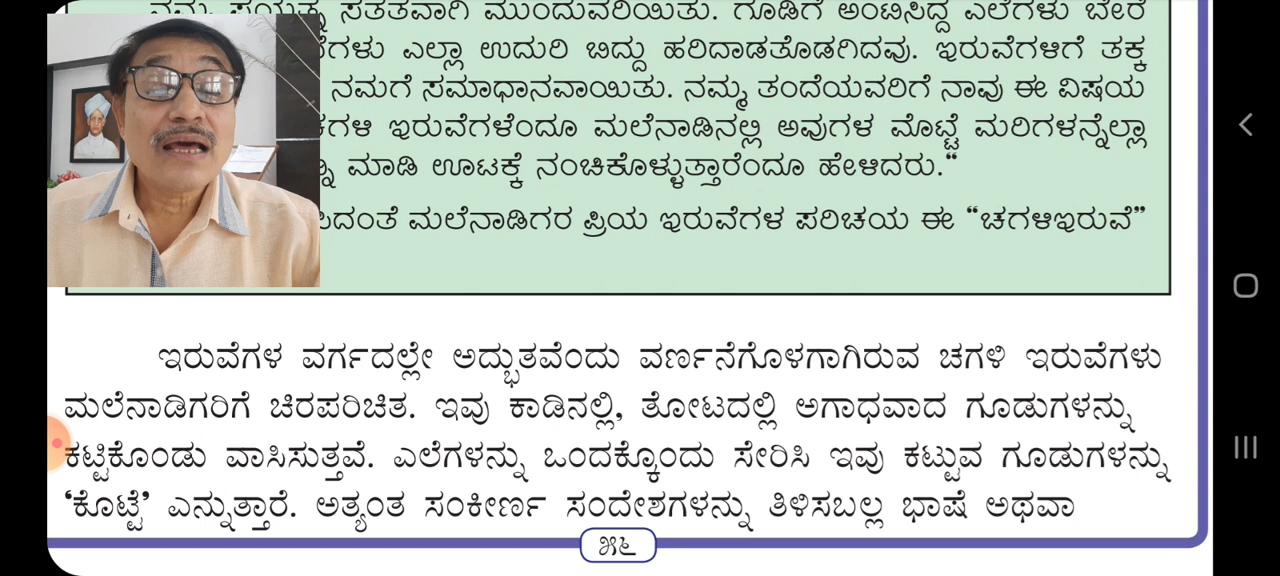 ನಮ್ಮ ಪ್ರಯತ್ನ ಸತತವಾಗಿ ಮುಂದುವರಿಯಿತು. ಗೂಡಿಗೆ ಅಂಟಿಸಿದ್ದ ಎಲೆಗಳು ಬೇರೆ
ಎಲ್ಲಾ ಉದುರಿ ಬಿದ್ದು ಹರಿದಾಡತೊಡಗಿದವು. ಇರುವೆಗಳಿಗೆ ತಕ್ಕ
ನಮಗೆ ಸಮಾಧಾನವಾಯಿತು. ನಮ್ಮ ತಂದೆಯವರಿಗೆ ನಾವು ಈ ವಿಷಯ
ಇರುವೆಗಳೆಂದೂ ಮಲೆನಾಡಿನಲ್ಲಿ ಅವುಗಳ ಮೊಟ್ಟೆ ಮರಿಗಳನ್ನೆಲ್ಲಾ
ಮಾಡಿ ಊಟಕ್ಕೆ ನಂಚಿಕೊಳ್ಳುತ್ತಾರೆಂದೂ ಹೇಳಿದರು.“
ಮಲೆನಾಡಿಗರ ಪ್ರಿಯ ಇರುವೆಗಳ ಪರಿಚಯ ಈ “ಚಗಳಿಇರುವೆ”
ಇರುವೆಗಳ ವರ್ಗದಲ್ಲೇ ಅದ್ಭುತವೆಂದು ವರ್ಣನೆಗೊಳಗಾಗಿರುವ ಚಗಳಿ ಇರುವೆಗಳು
ಮಲೆನಾಡಿಗರಿಗೆ ಚಿರಪರಿಚಿತ. ಇವು ಕಾಡಿನಲ್ಲಿ, ತೋಟದಲ್ಲಿ ಅಗಾಧವಾದ ಗೂಡುಗಳನ್ನು
ಕಟ್ಟಿಕೊಂಡು ವಾಸಿಸುತ್ತವೆ. ಎಲೆಗಳನ್ನು ಒಂದಕ್ಕೊಂದು ಸೇರಿಸಿ ಇವು ಕಟ್ಟುವ ಗೂಡುಗಳನ್ನು
‘ಕೊಟ್ಟೆ’ ಎನ್ನುತ್ತಾರೆ. ಅತ್ಯಂತ ಸಂಕೀರ್ಣ ಸಂದೇಶಗಳನ್ನು ತಿಳಿಸಬಲ್ಲ ಭಾಷೆ ಅಥವಾ
೫೬